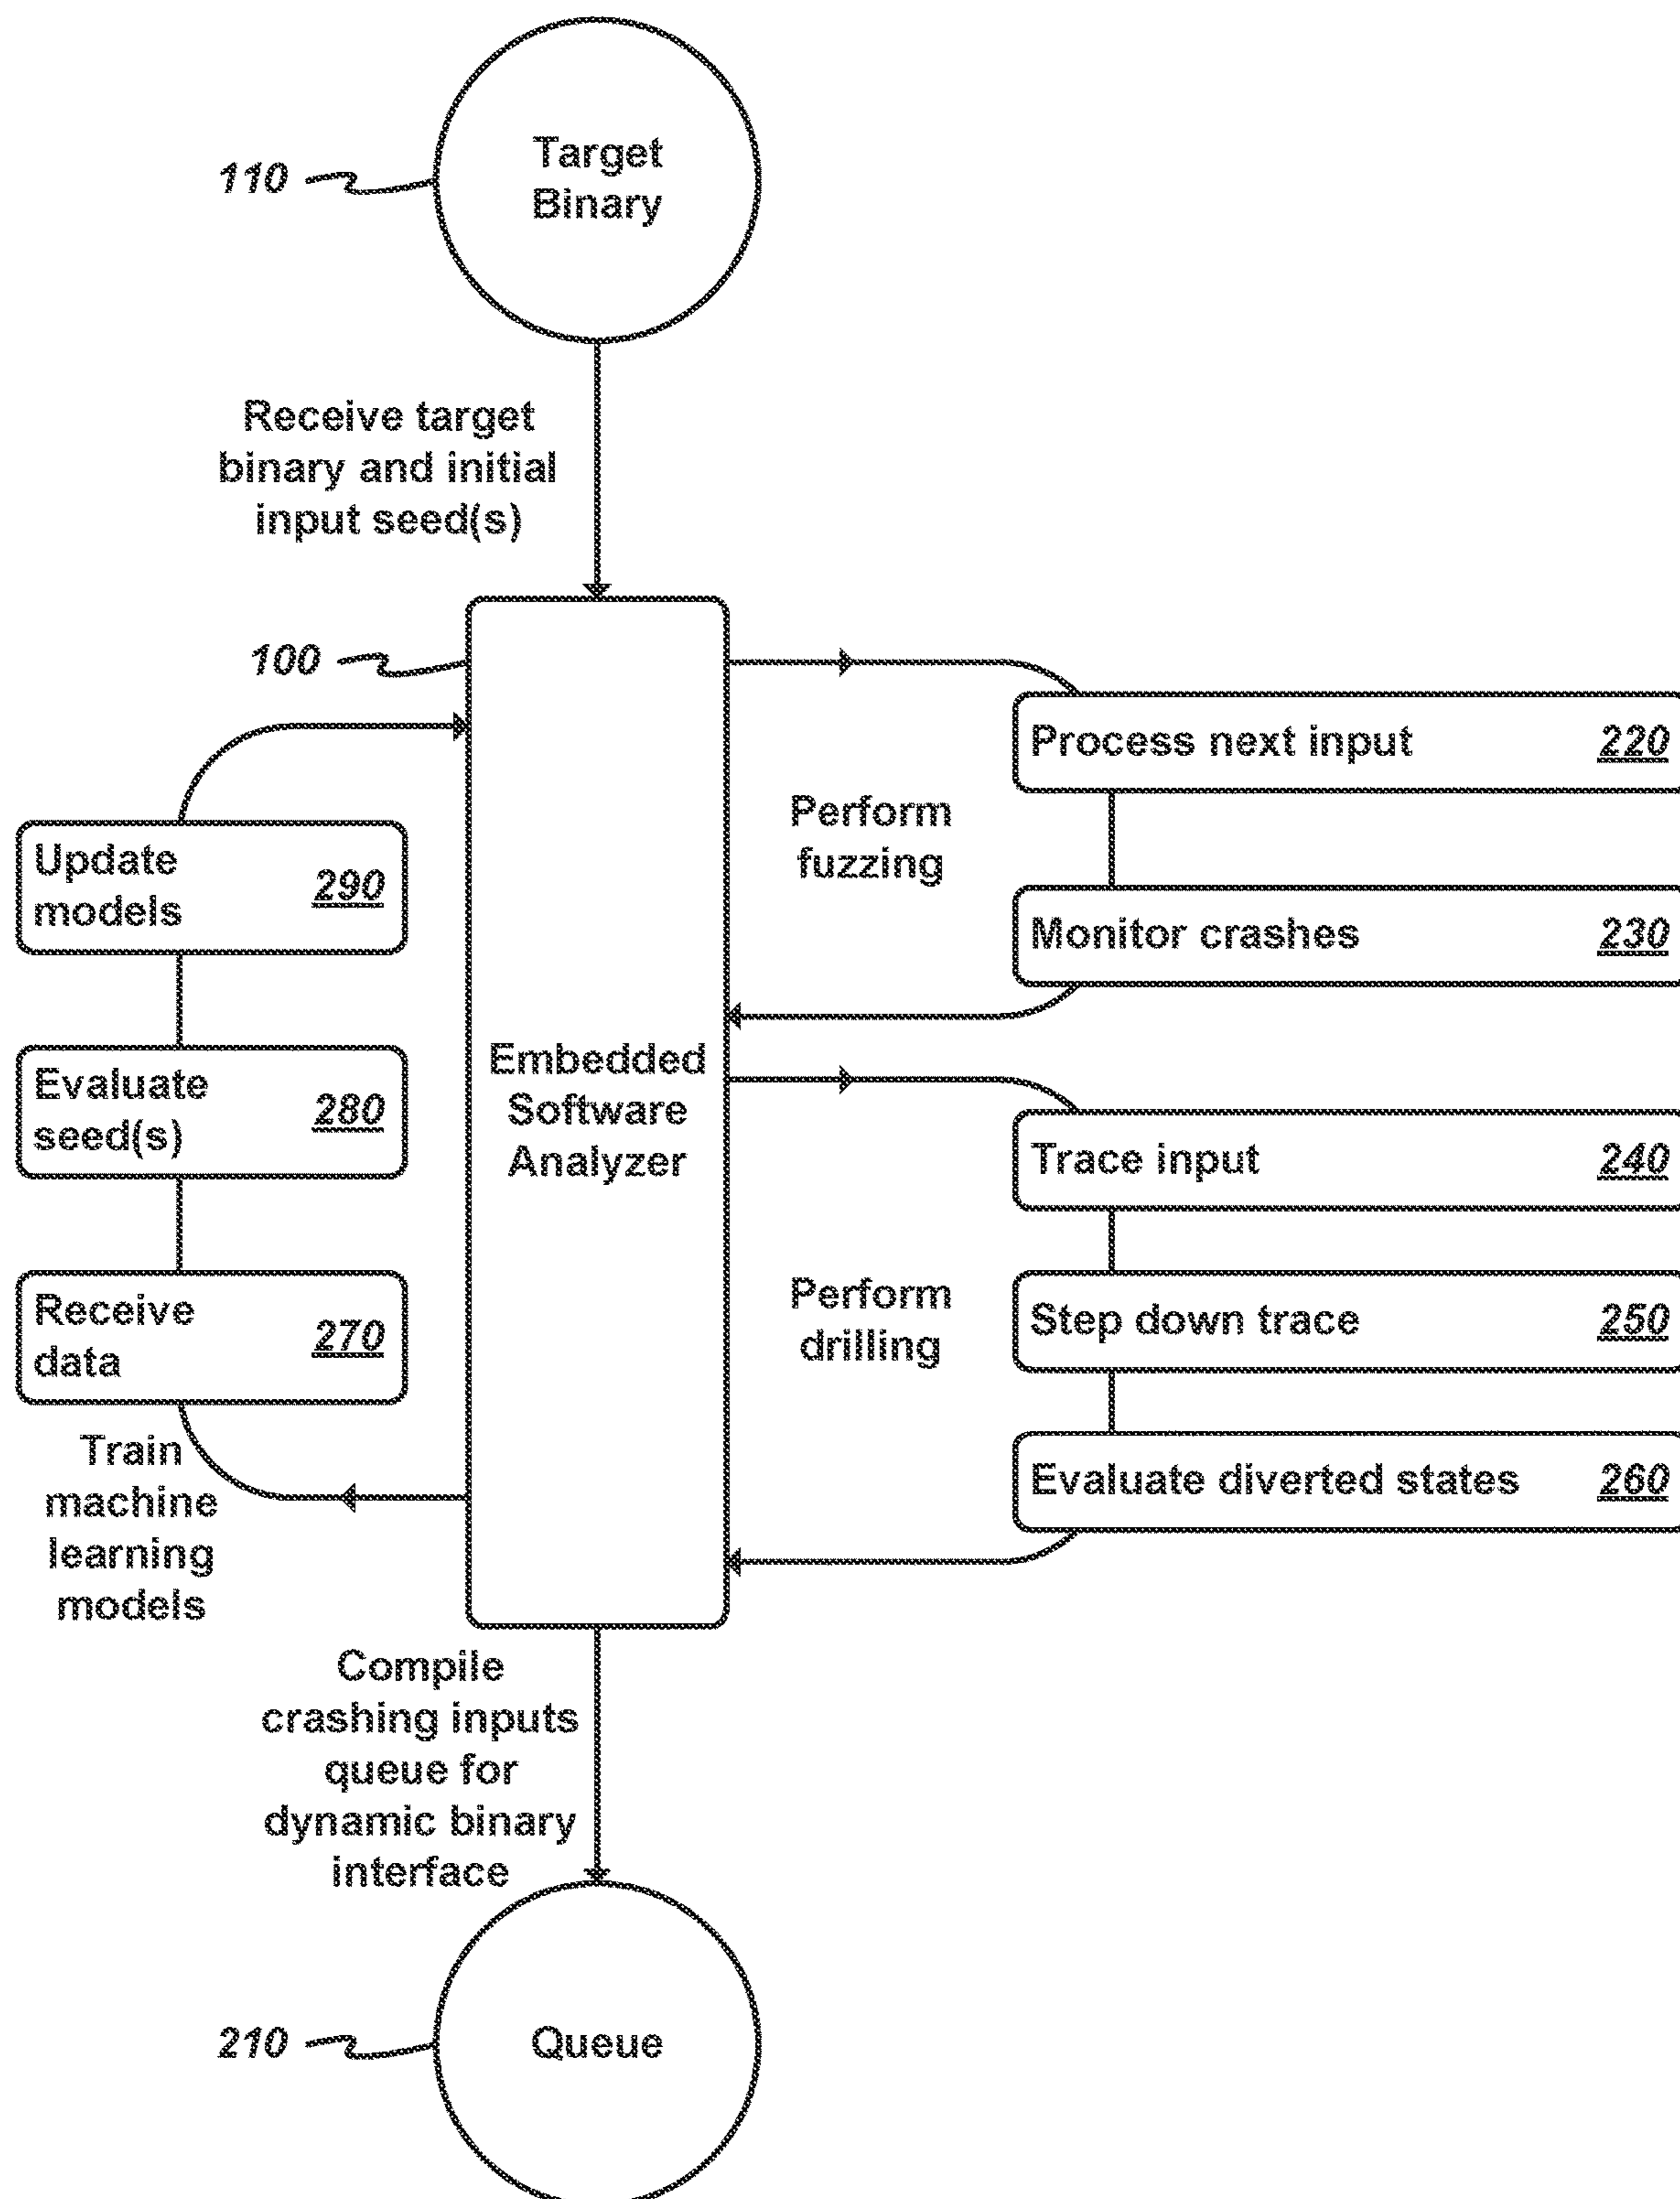 110
Target
Binary
Receive target
binary and initial
input seed(s)
100
Embedded
Software
Analyzer
Perform
fuzzing
Process next input 220
Monitor crashes 230
Perform
drilling
Trace input 240
Step down trace 250
Evaluate diverted states 260
Update
models
290
Evaluate
seed(s)
280
Receive
data
270
Train
machine
learning
models
Compile
crashing inputs
queue for
dynamic binary
interface
210
Queue